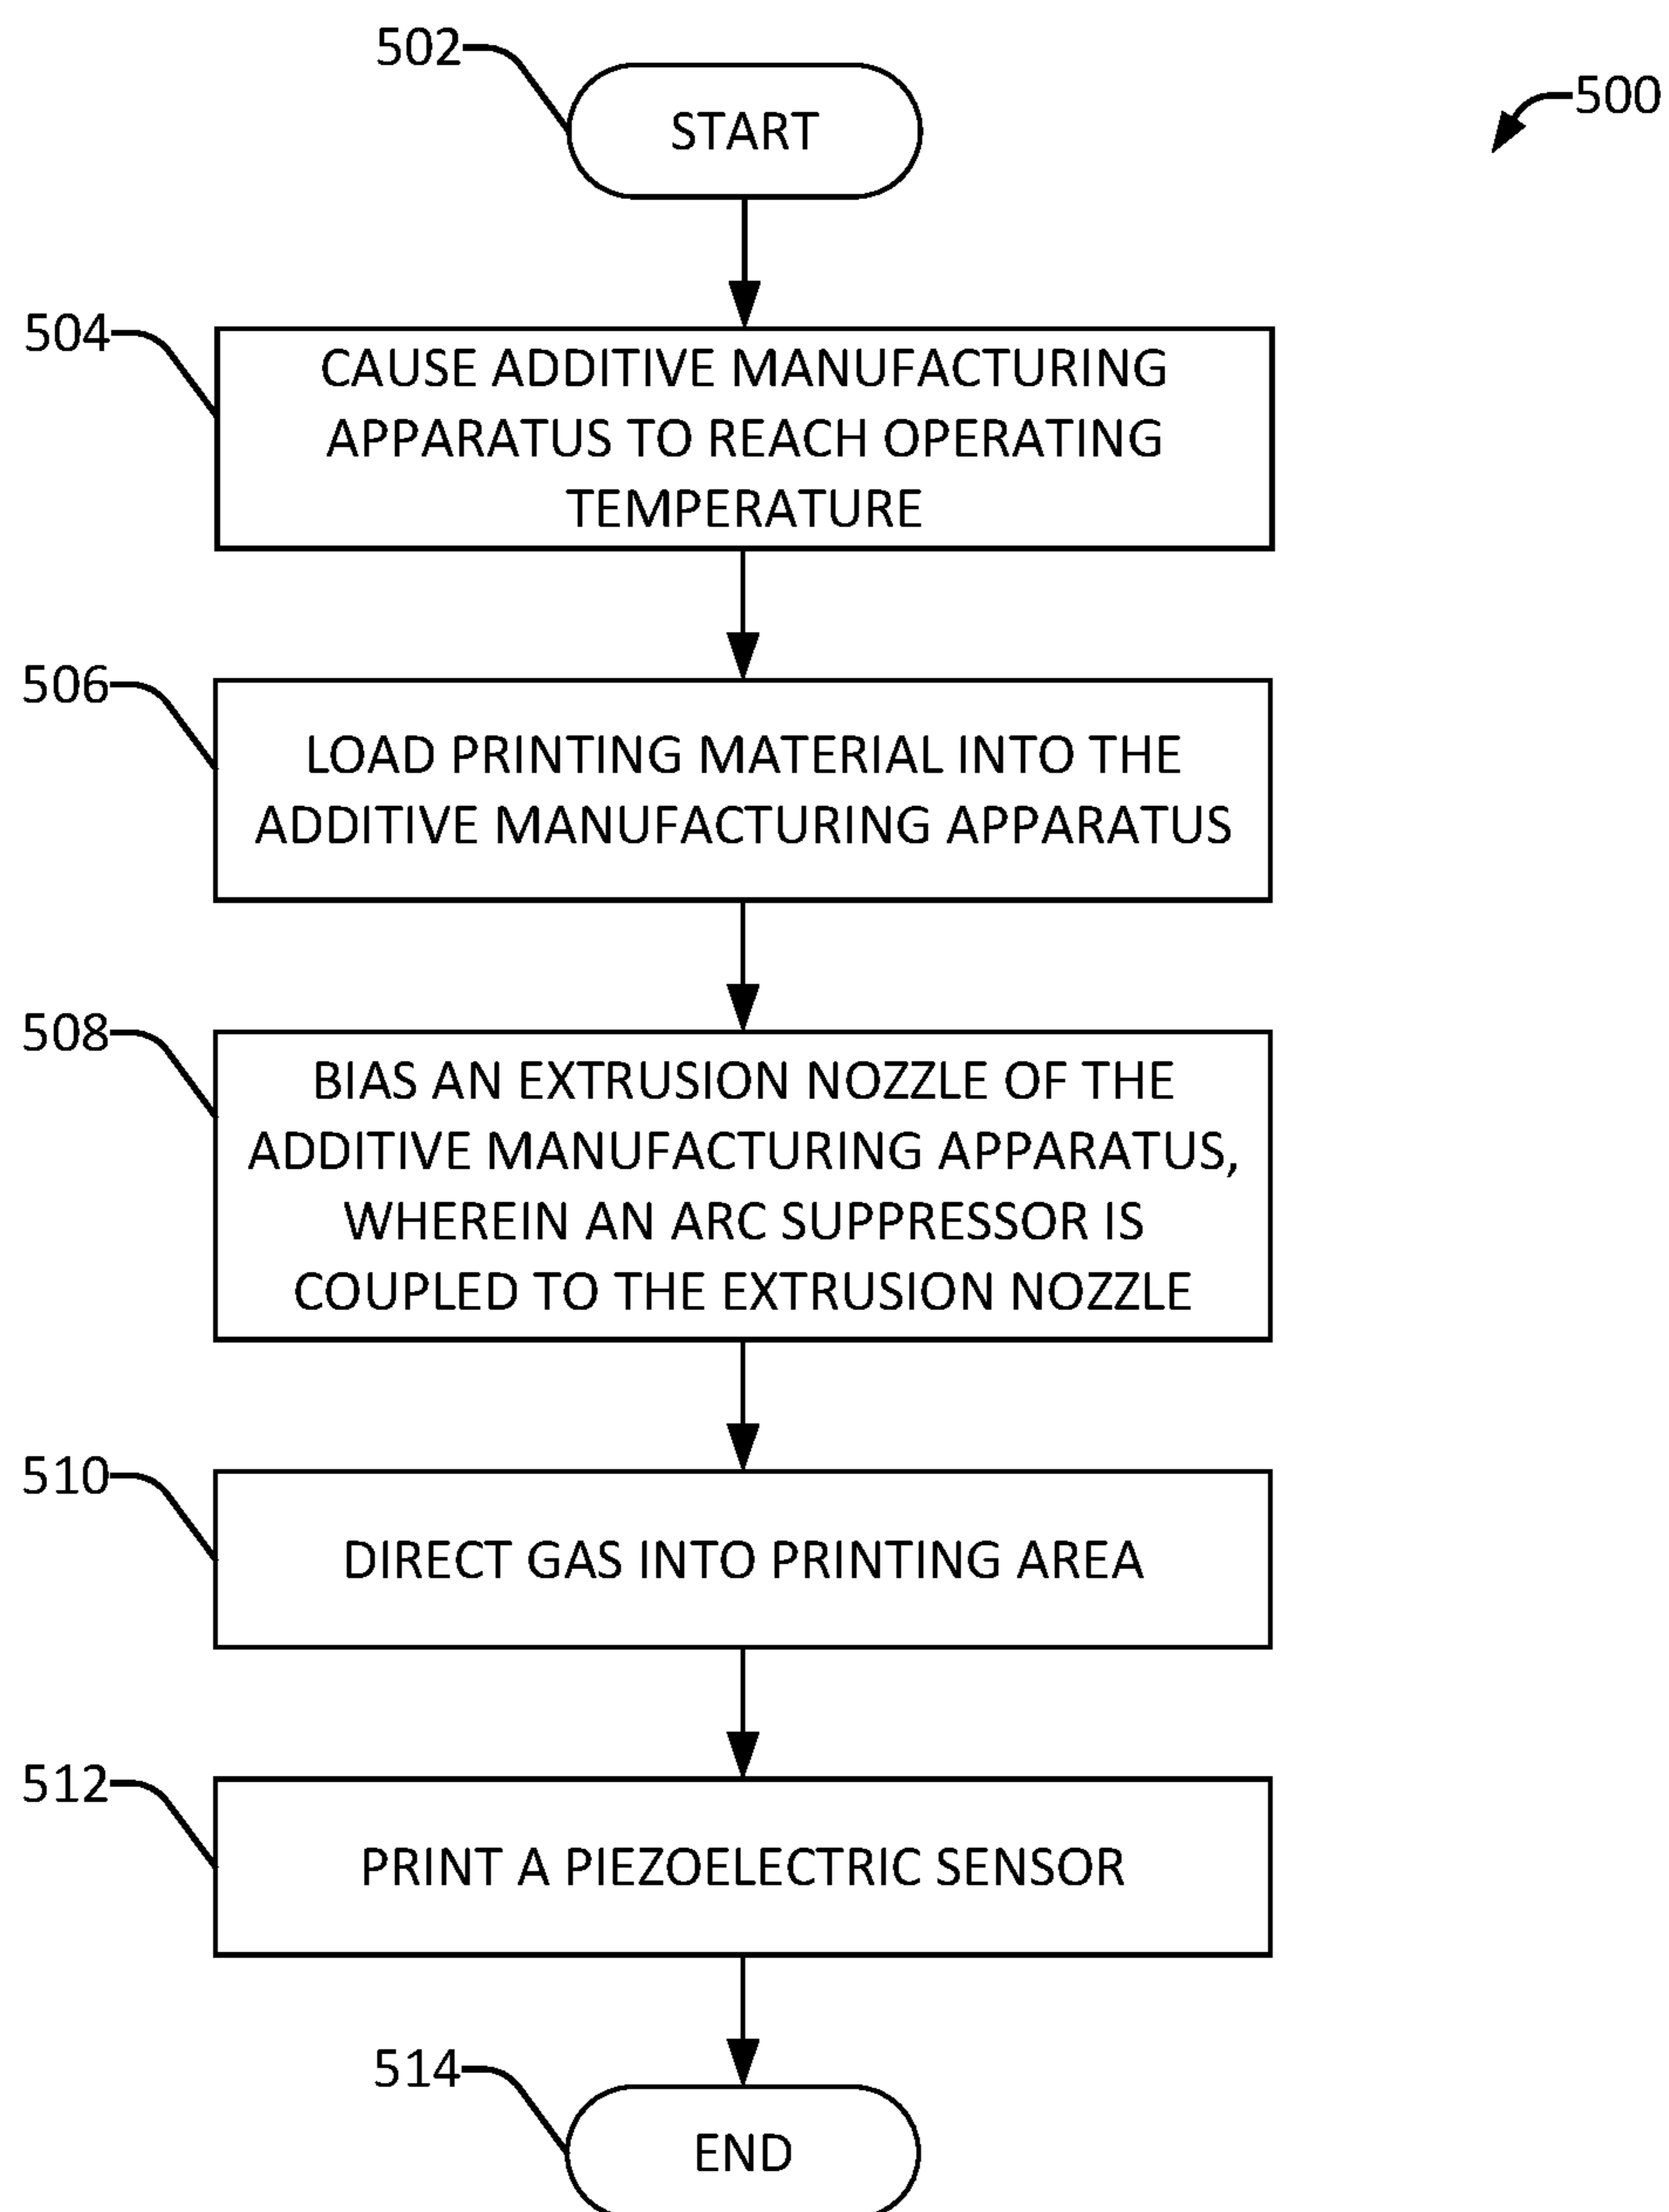 502
START
500
504
CAUSE ADDITIVE MANUFACTURING
APPARATUS TO REACH OPERATING
TEMPERATURE
506
LOAD PRINTING MATERIAL INTO THE
ADDITIVE MANUFACTURING APPARATUS
508
BIAS AN EXTRUSION NOZZLE OF THE
ADDITIVE MANUFACTURING APPARATUS,
WHEREIN AN ARC SUPPRESSOR IS
COUPLED TO THE EXTRUSION NOZZLE
510
DIRECT GAS INTO PRINTING AREA
512
PRINT A PIEZOELECTRIC SENSOR
514
END